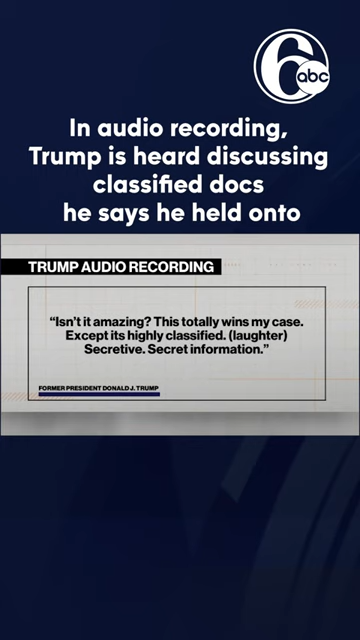 6abc
In audio recording,
Trump is heard discussing
classified docs
he says he held onto
TRUMP AUDIO RECORDING
“Isn’t it amazing? This totally wins my case.
Except its highly classified. (laughter)
Secretive. Secret information.”
FORMER PRESIDENT DONALD J. TRUMP